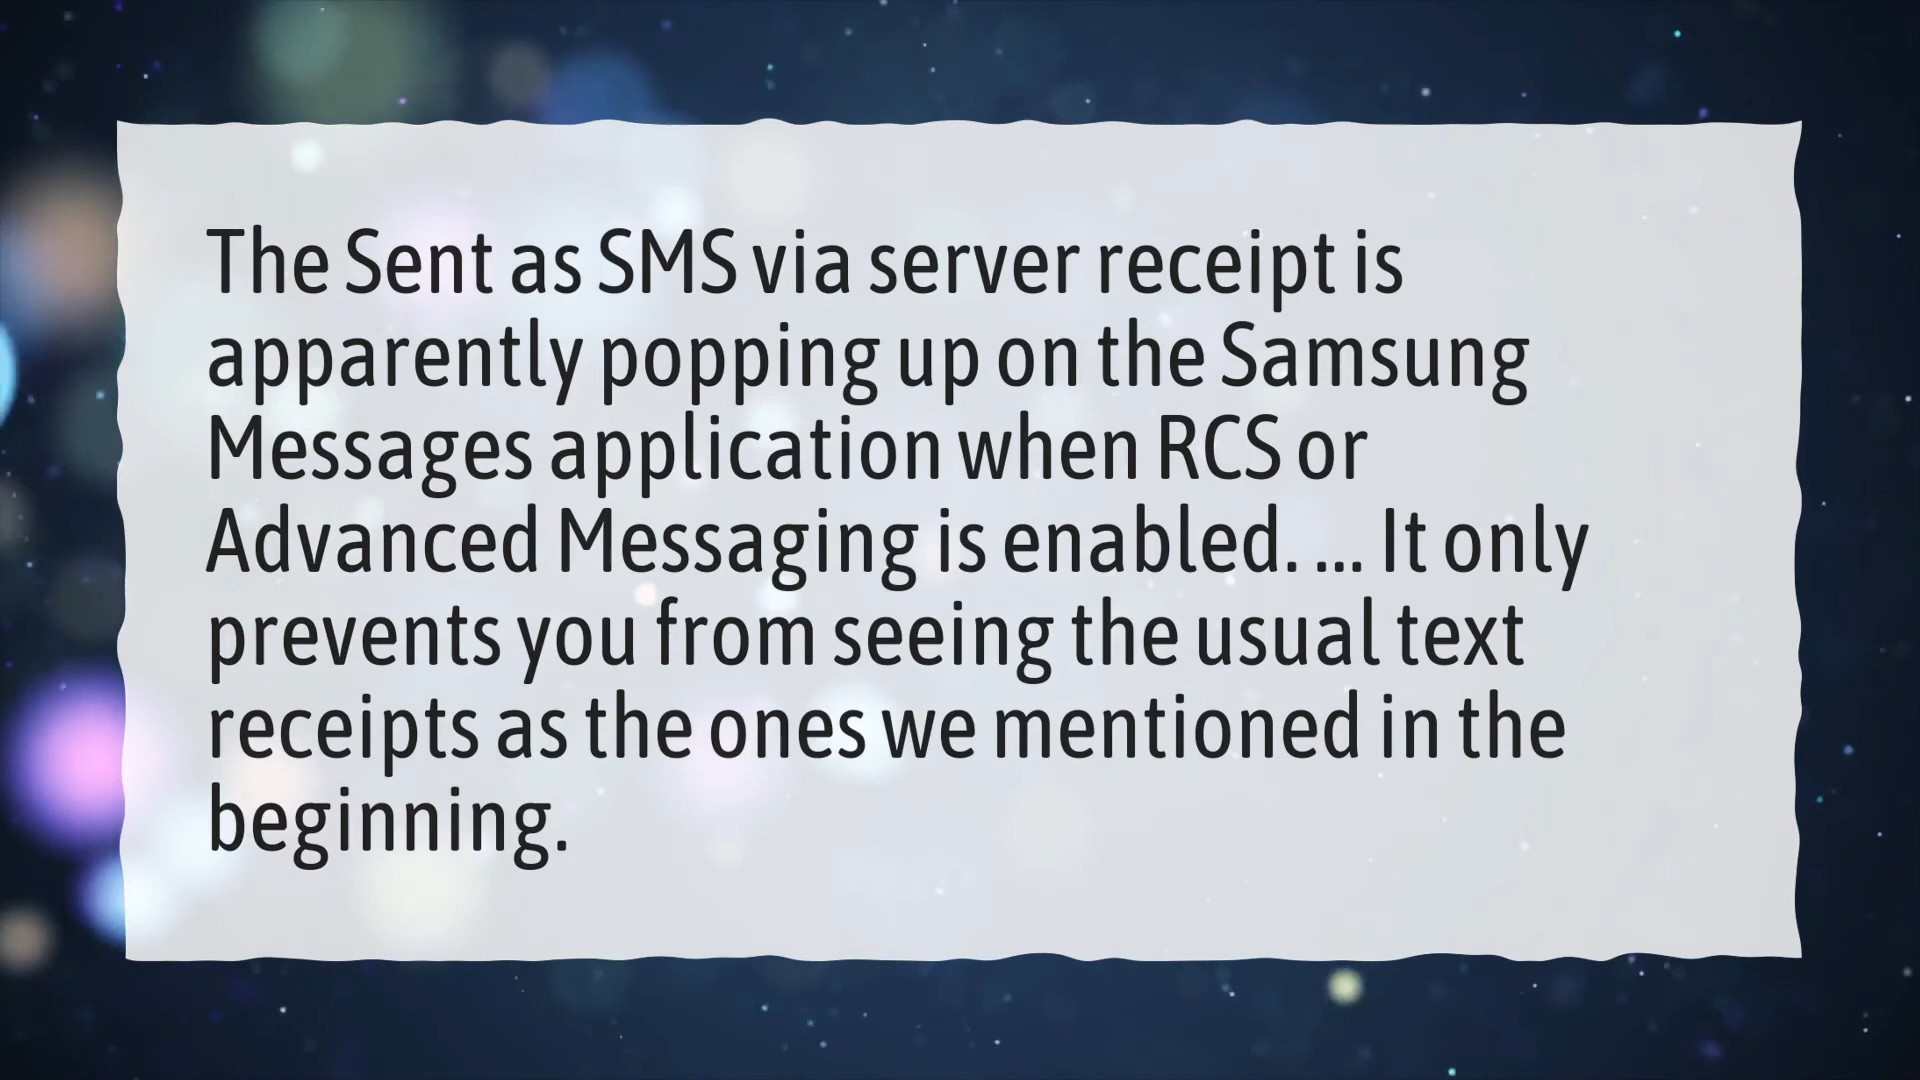 The Sent as SMS via server receipt is
apparently popping up on the Samsung
Messages application when RCS or
Advanced Messaging is enabled. ... It only
prevents you from seeing the usual text
receipts as the ones we mentioned in the
beginning.